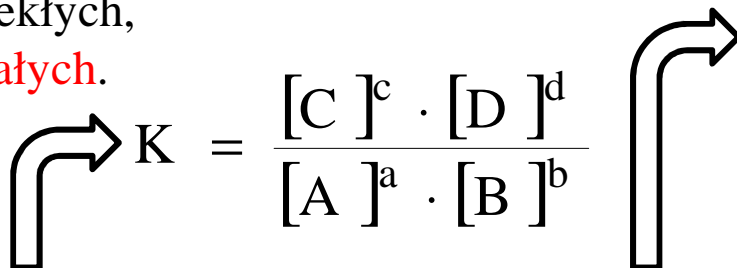 ekłych,
ałych.
K = [C ]^c · [D ]^d / [A ]^a · [B ]^b